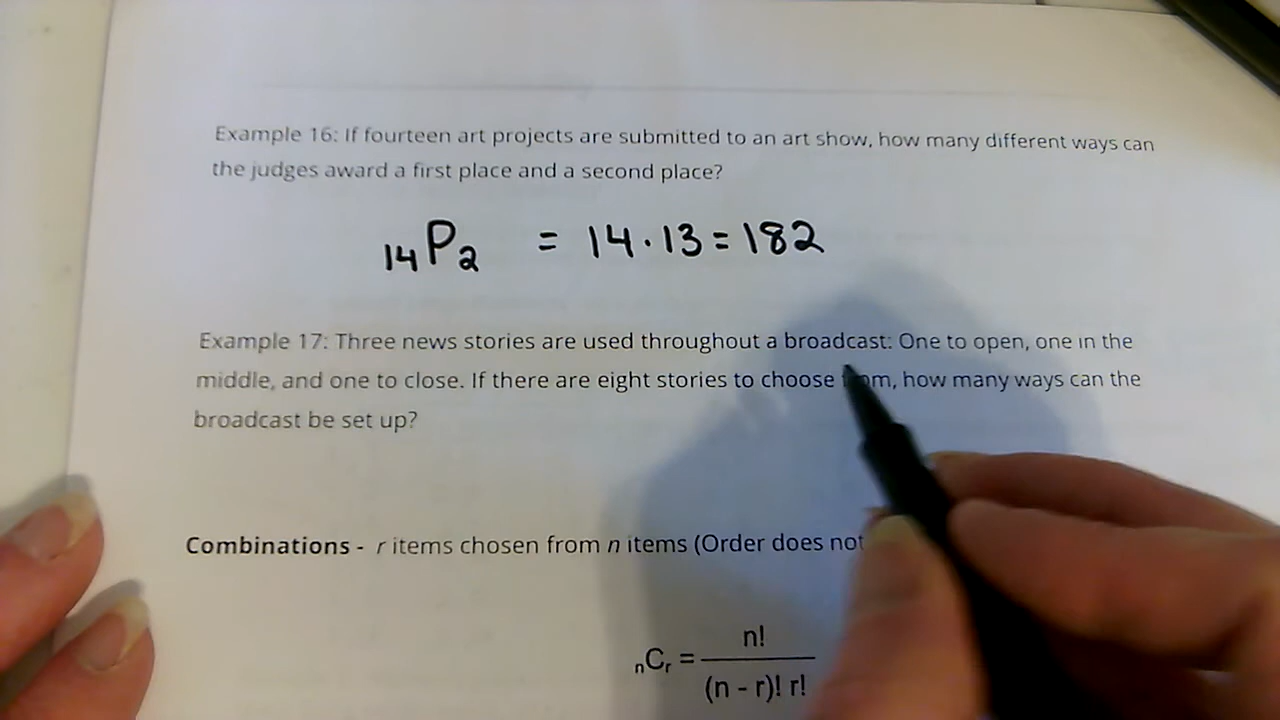 Example 16: If fourteen art projects are submitted to an art show, how many different ways can
the judges award a first place and a second place?
14P2 = 14 · 13 = 182
Example 17: Three news stories are used throughout a broadcast: One to open, one in the
middle, and one to close. If there are eight stories to choose from, how many ways can the
broadcast be set up?
Combinations - r items chosen from n items (Order does not
nCr = n!
(n - r)! r!